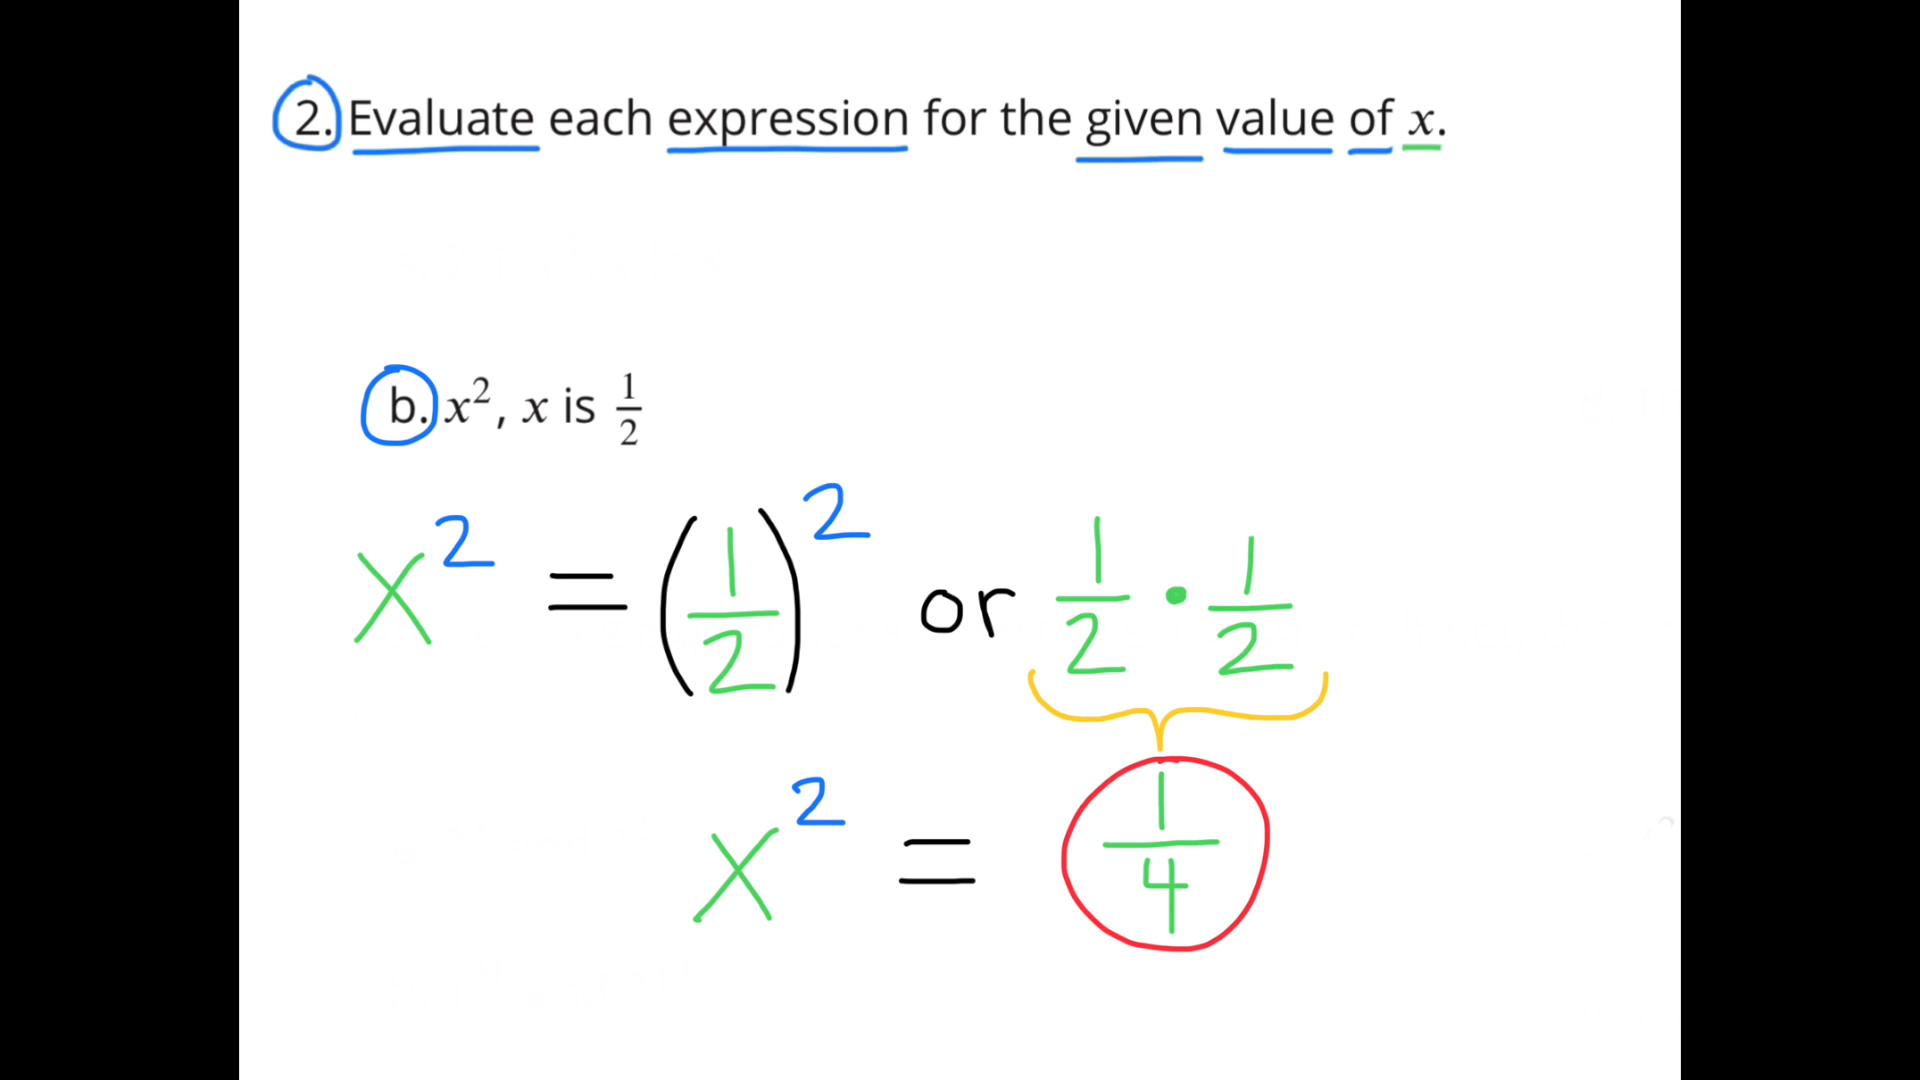 2. Evaluate each expression for the given value of x.
b. x², x is 1/2
x² = (1/2)² or 1/2 · 1/2
x² = 1/4